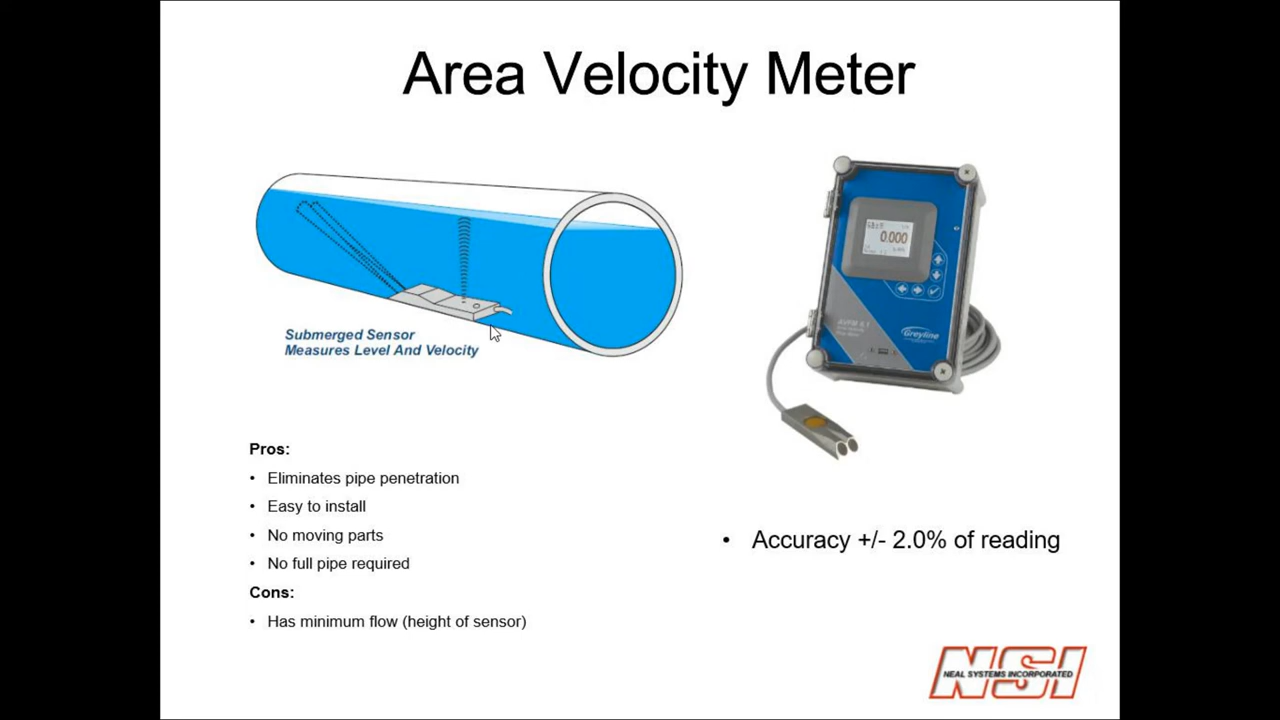 Area Velocity Meter
Submerged Sensor
Measures Level And Velocity
0.000
Greyline
Pros:
• Eliminates pipe penetration
• Easy to install
• No moving parts
• No full pipe required
Cons:
• Has minimum flow (height of sensor)
• Accuracy +/- 2.0% of reading
NSI
NEAL SYSTEMS INCORPORATED